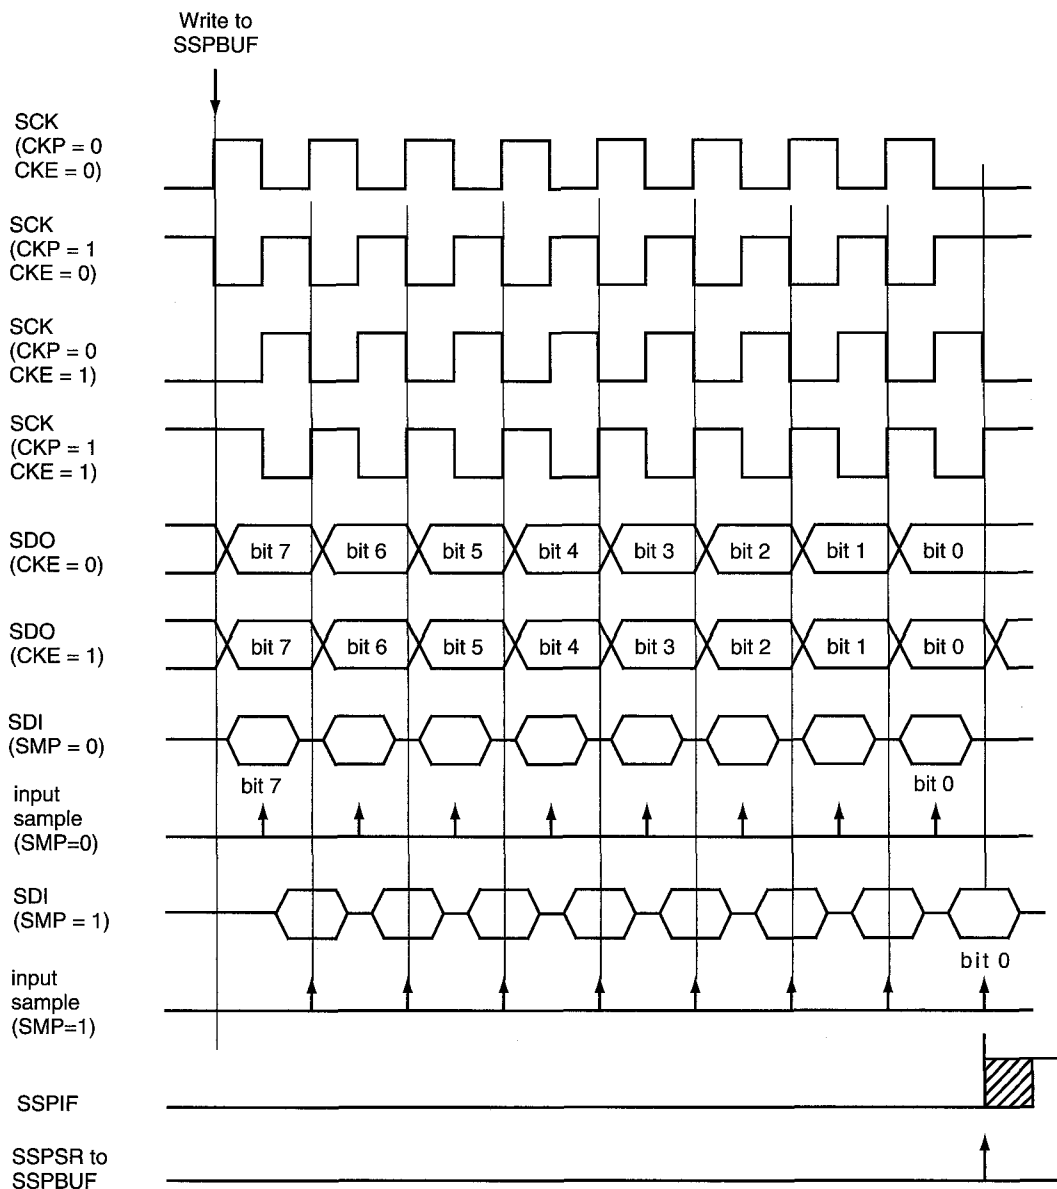 Write to
SSPBUF
SCK
(CKP = 0
CKE = 0)
SCK
(CKP = 1
CKE = 0)
SCK
(CKP = 0
CKE = 1)
SCK
(CKP = 1
CKE = 1)
SDO
(CKE = 0)
bit 7 bit 6 bit 5 bit 4 bit 3 bit 2 bit 1 bit 0
SDO
(CKE = 1)
bit 7 bit 6 bit 5 bit 4 bit 3 bit 2 bit 1 bit 0
SDI
(SMP = 0)
bit 7 bit 0
input
sample
(SMP=0)
SDI
(SMP = 1)
bit 0
input
sample
(SMP=1)
SSPIF
SSPSR to
SSPBUF